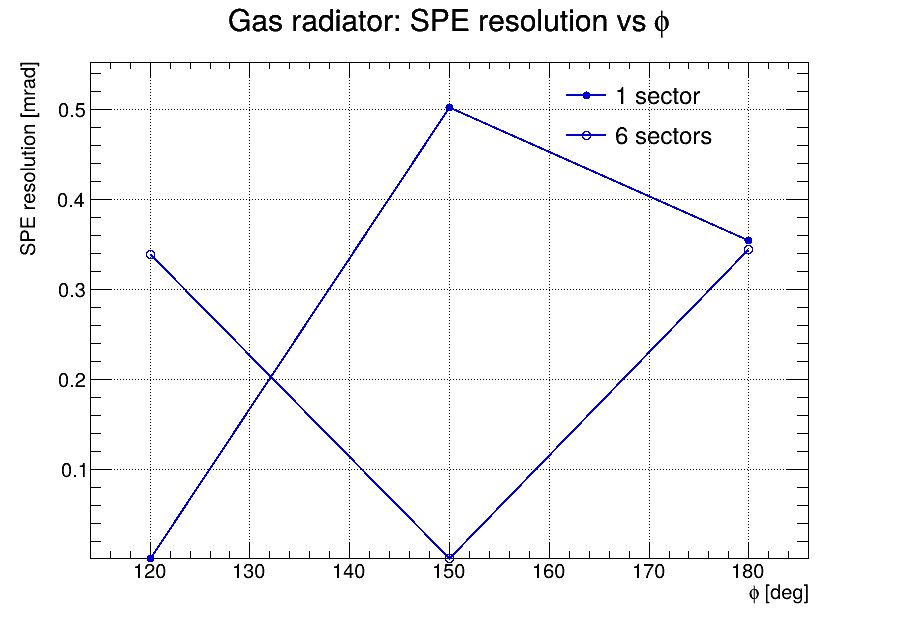 Gas radiator: SPE resolution vs ϕ
SPE resolution [mrad]
1 sector
6 sectors
0.5
0.4
0.3
0.2
0.1
120 130 140 150 160 170 180
ϕ [deg]